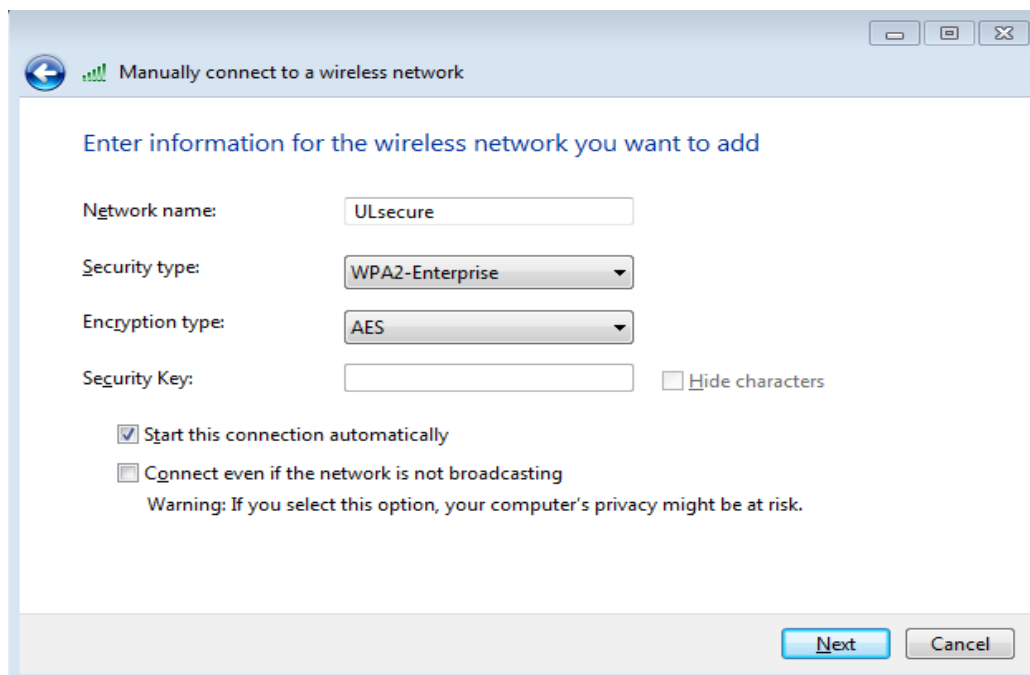 Manually connect to a wireless network
Enter information for the wireless network you want to add
Network name: ULsecure
Security type: WPA2-Enterprise
Encryption type: AES
Security Key: Hide characters
Start this connection automatically
Connect even if the network is not broadcasting
Warning: If you select this option, your computer's privacy might be at risk.
Next Cancel